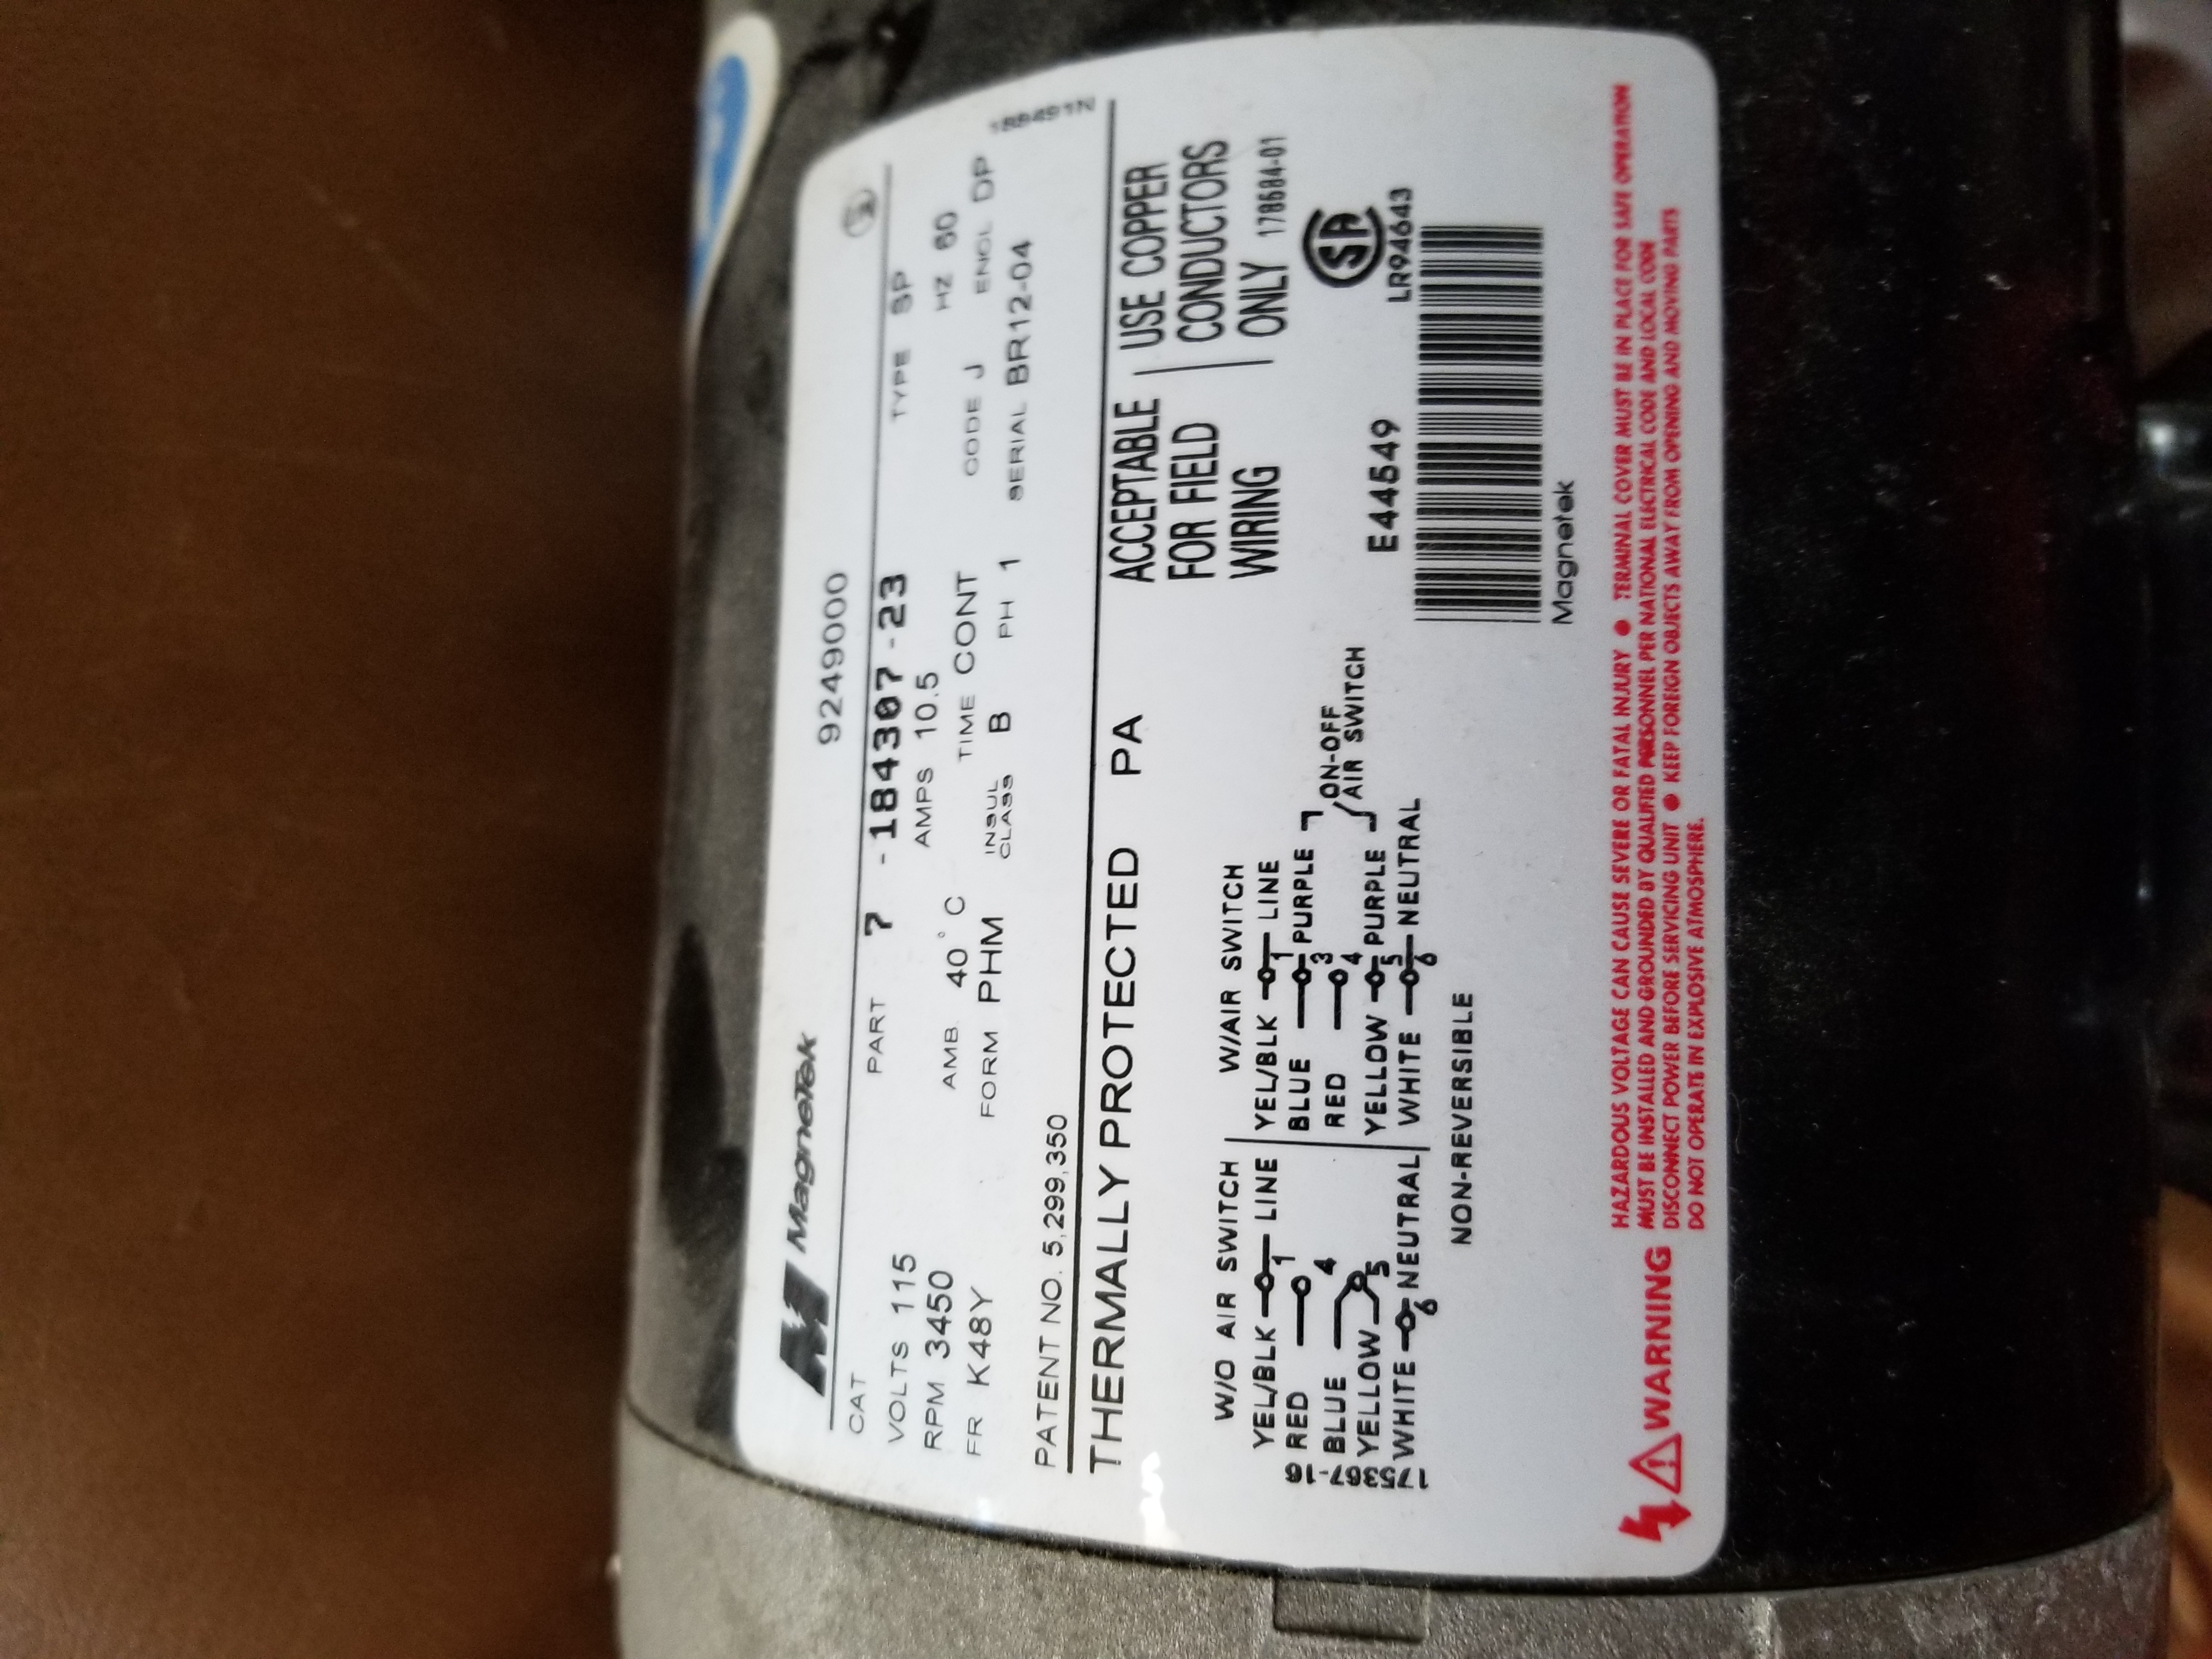 MagneTek
9249000
CAT PART 7 -184307-23 TYPE SP
VOLTS 115 AMPS 10.5 HZ 60
RPM 3450 AMB. 40° C TIME CONT CODE J ENCL DP
FR K48Y FORM PHM INSUL CLASS B PH 1 SERIAL BR12-04
188491N
PATENT NO. 5,299,350
THERMALLY PROTECTED PA
ACCEPTABLE
FOR FIELD
WIRING
USE COPPER
CONDUCTORS
ONLY 178684-01
W/O AIR SWITCH
YEL/BLK 1 LINE
RED
BLUE 4
YELLOW 5
WHITE 6 NEUTRAL
175367-16
W/AIR SWITCH
YEL/BLK 1 LINE
BLUE 3 PURPLE
RED 4
YELLOW 5 PURPLE
WHITE 6 NEUTRAL
ON-OFF
AIR SWITCH
NON-REVERSIBLE
E44549
SA
LR94643
Magnetek
WARNING
HAZARDOUS VOLTAGE CAN CAUSE SEVERE OR FATAL INJURY ● TERMINAL COVER MUST BE IN PLACE FOR SAFE OPERATION
MUST BE INSTALLED AND GROUNDED BY QUALIFIED PERSONNEL PER NATIONAL ELECTRICAL CODE AND LOCAL CODE
DISCONNECT POWER BEFORE SERVICING UNIT ● KEEP FOREIGN OBJECTS AWAY FROM OPENING AND MOVING PARTS
DO NOT OPERATE IN EXPLOSIVE ATMOSPHERE.